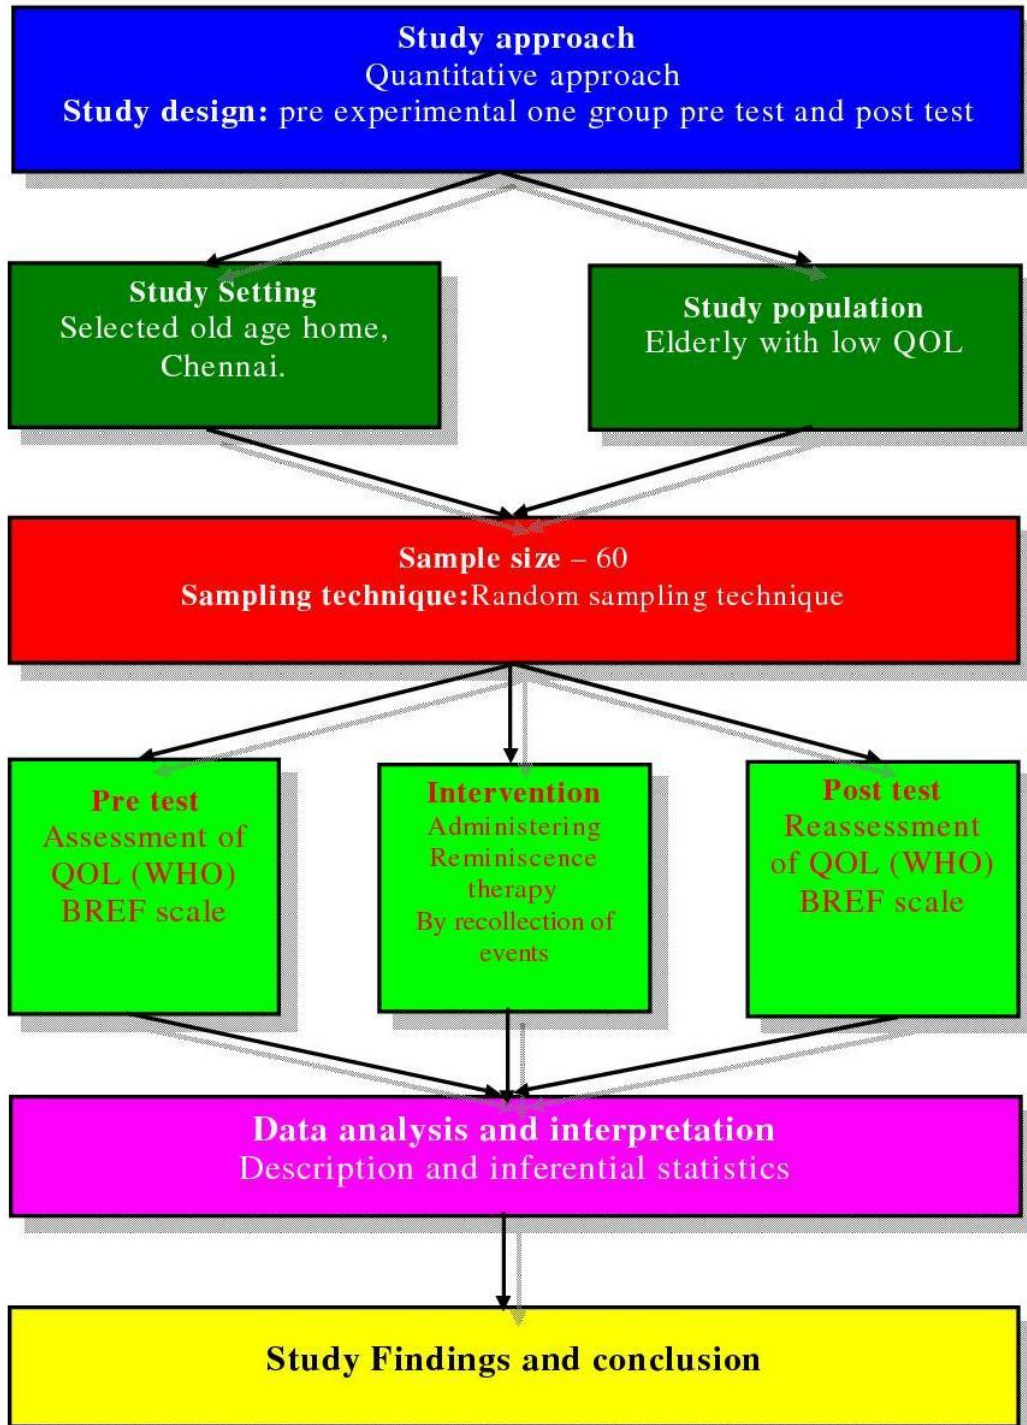 Study approach
Quantitative approach
Study design: pre experimental one group pre test and post test
Study Setting
Selected old age home,
Chennai.
Study population
Elderly with low QOL
Sample size – 60
Sampling technique:Random sampling technique
Pre test
Assessment of
QOL (WHO)
BREF scale
Intervention
Administering
Reminiscence
therapy
By recollection of
events
Post test
Reassessment
of QOL (WHO)
BREF scale
Data analysis and interpretation
Description and inferential statistics
Study Findings and conclusion